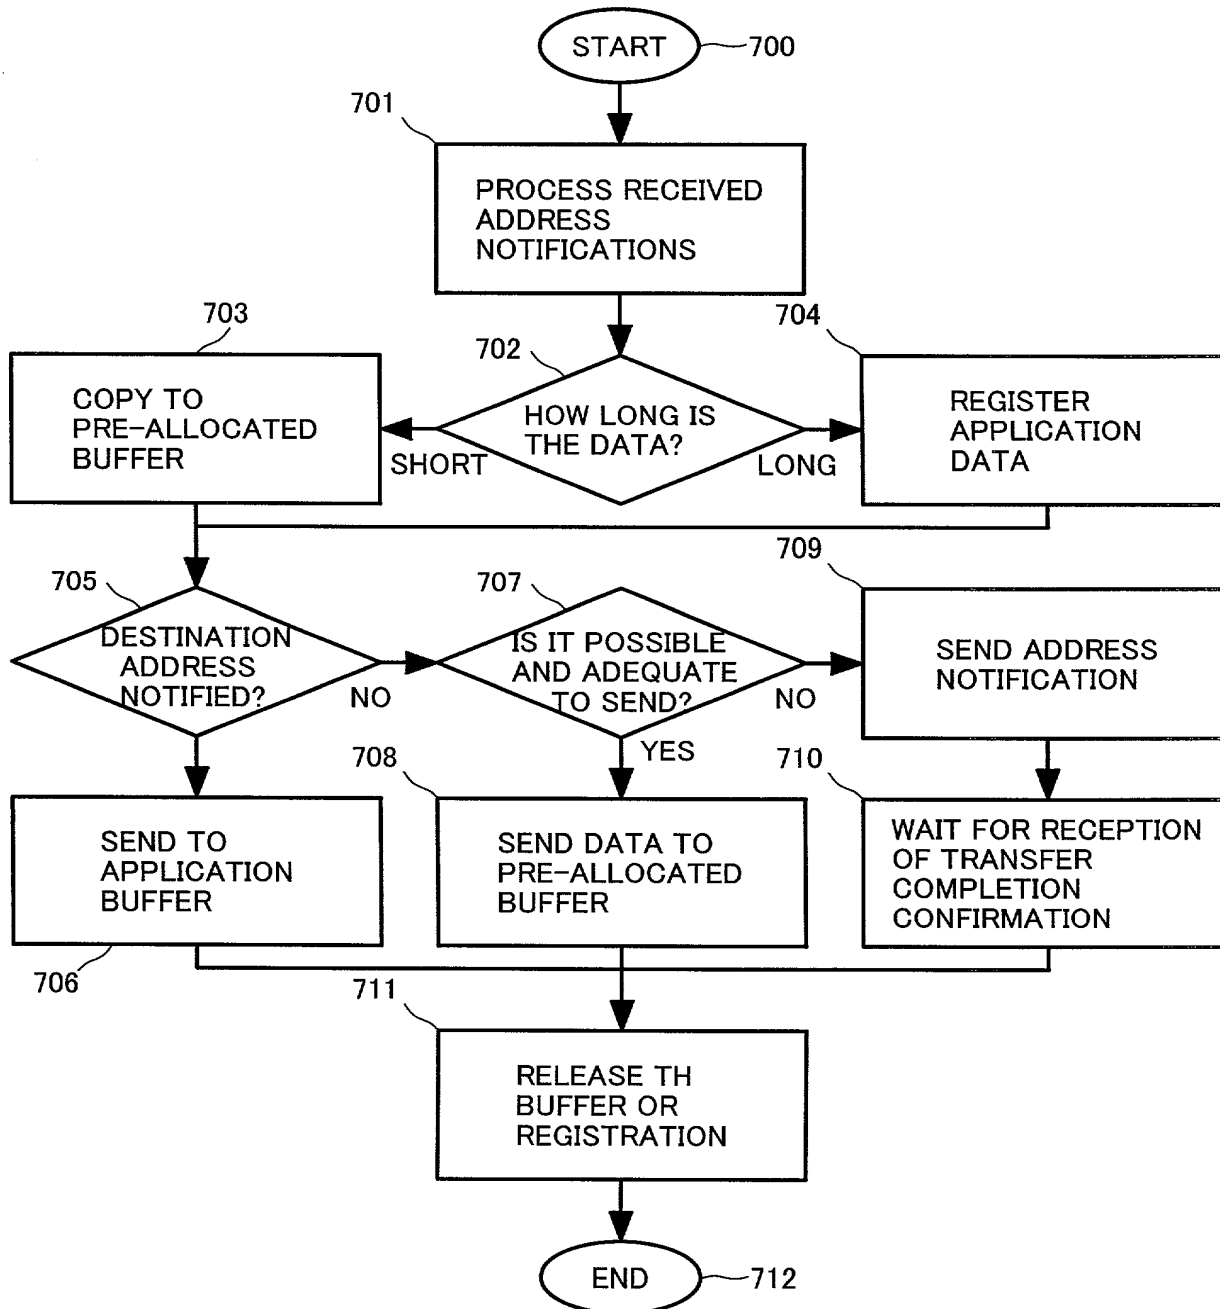 START
700
701
PROCESS RECEIVED
ADDRESS
NOTIFICATIONS
703
704
702
COPY TO
PRE-ALLOCATED
BUFFER
HOW LONG IS
THE DATA?
REGISTER
APPLICATION
DATA
SHORT
LONG
705
707
709
DESTINATION
ADDRESS
NOTIFIED?
NO
IS IT POSSIBLE
AND ADEQUATE
TO SEND?
NO
YES
SEND ADDRESS
NOTIFICATION
708
710
SEND TO
APPLICATION
BUFFER
SEND DATA TO
PRE-ALLOCATED
BUFFER
WAIT FOR RECEPTION
OF TRANSFER
COMPLETION
CONFIRMATION
706
711
RELEASE TH
BUFFER OR
REGISTRATION
END
712